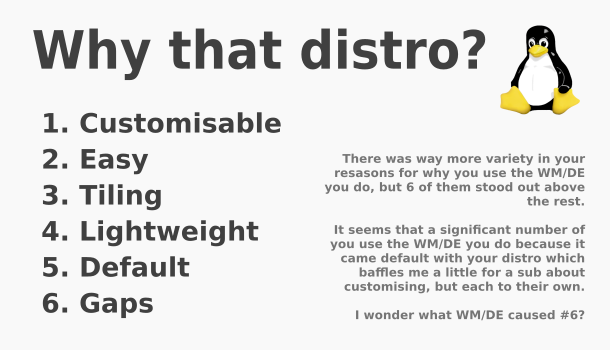 Why that distro?
1. Customisable
2. Easy
3. Tiling
4. Lightweight
5. Default
6. Gaps
There was way more variety in your
resasons for why you use the WM/DE
you do, but 6 of them stood out above
the rest.
It seems that a significant number of
you use the WM/DE you do because it
came default with your distro which
baffles me a little for a sub about
customising, but each to their own.
I wonder what WM/DE caused #6?